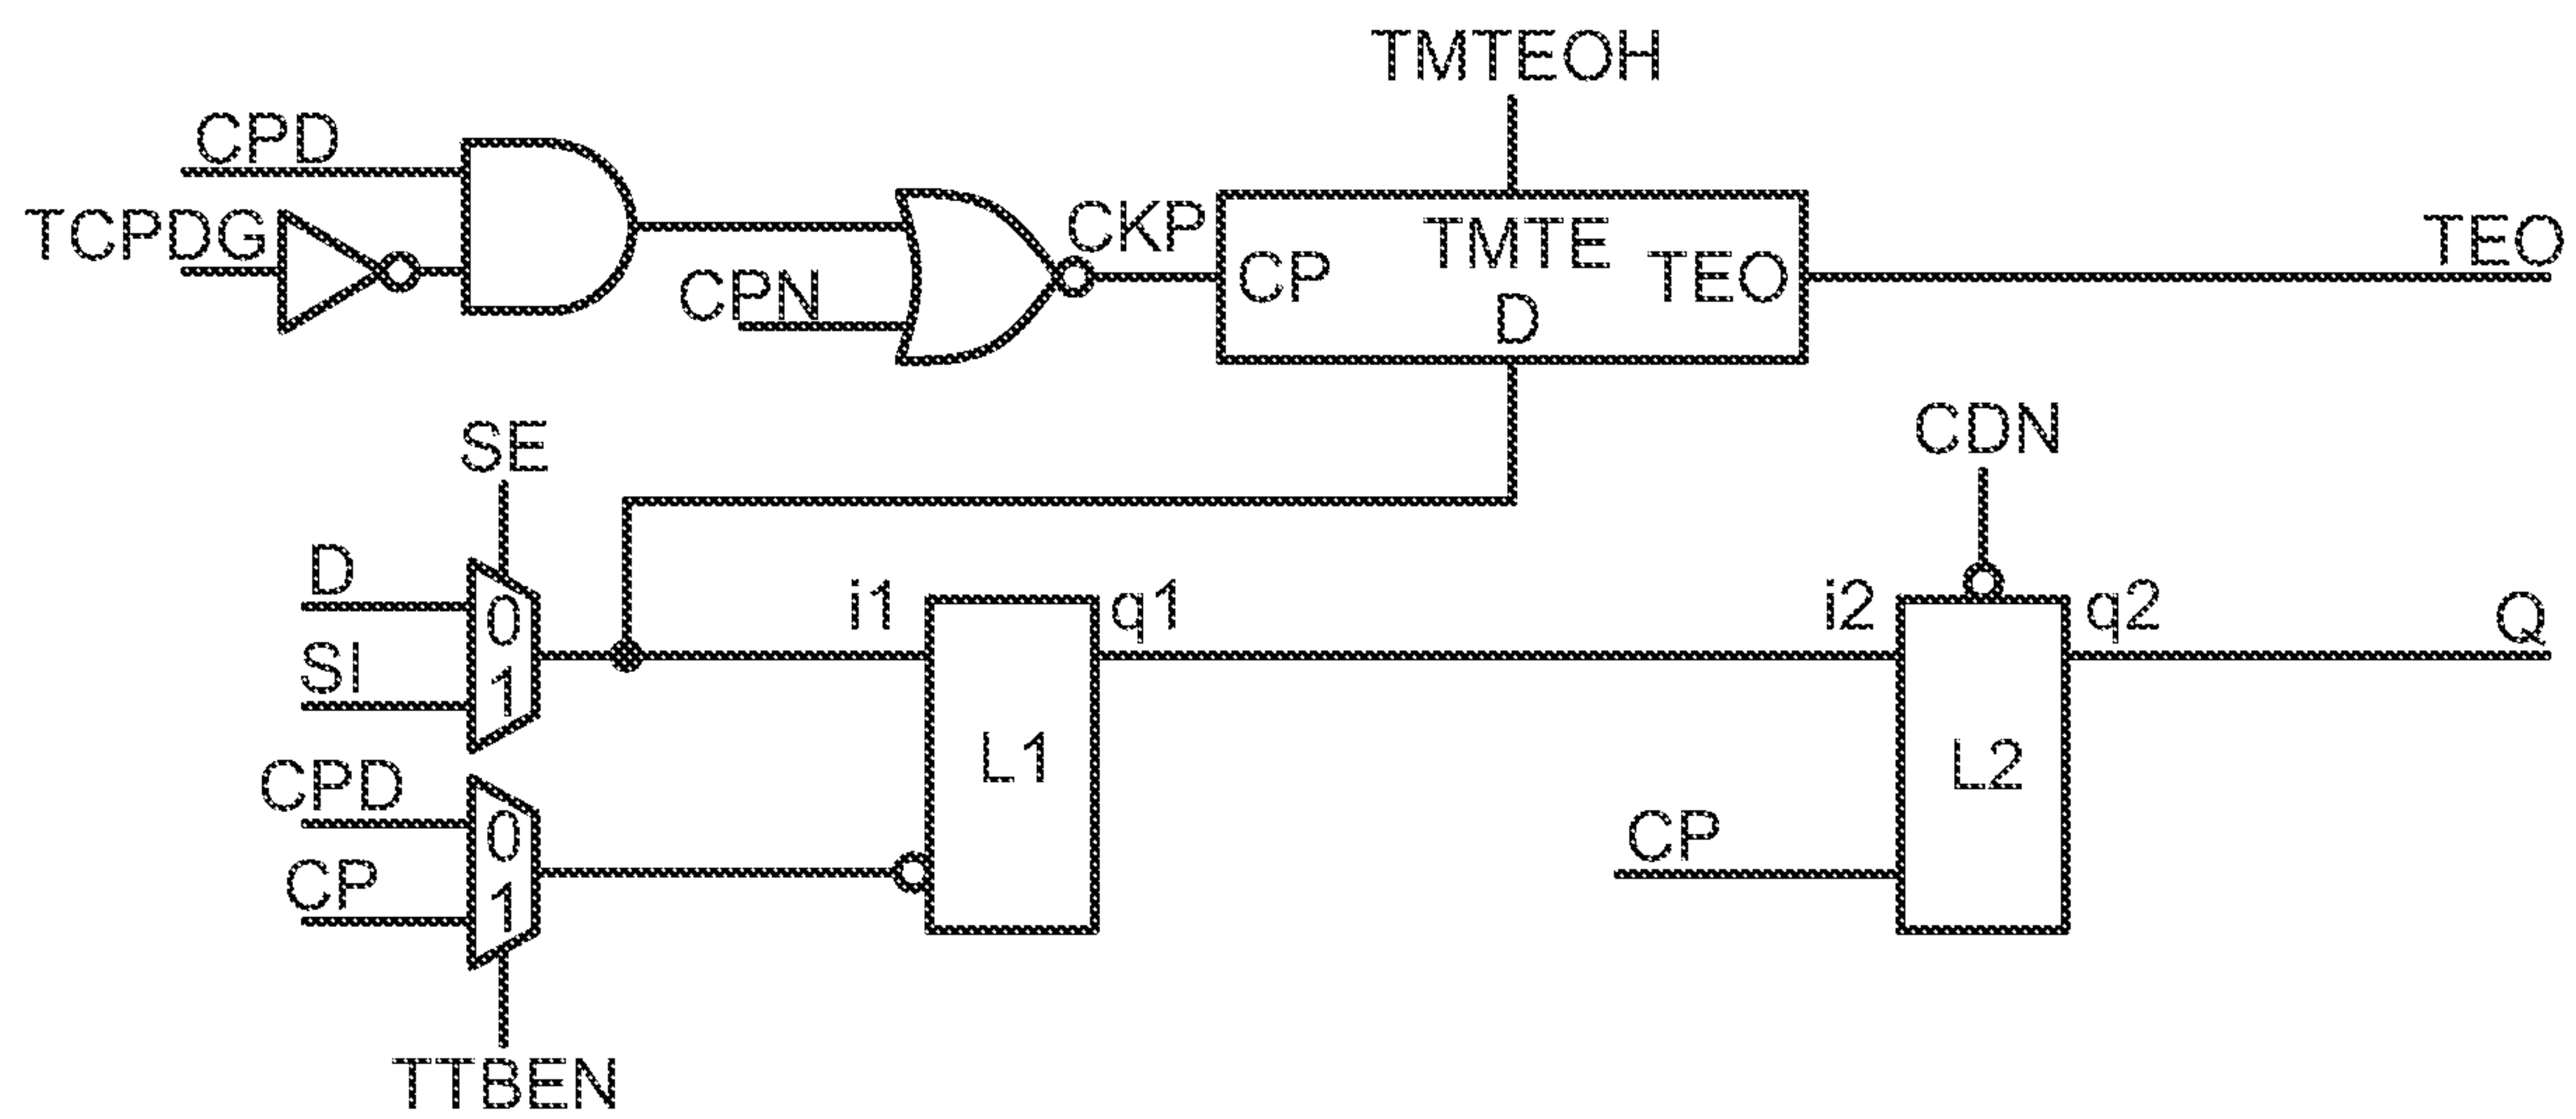 TMTEOH
CPD
TCPDG
CPN
CKP
CP
TMTE
D
TEO
TEO
SE
CDN
D
SI
0
1
i1
q1
L1
i2
q2
Q
L2
CPD
CP
0
1
CP
TTBEN